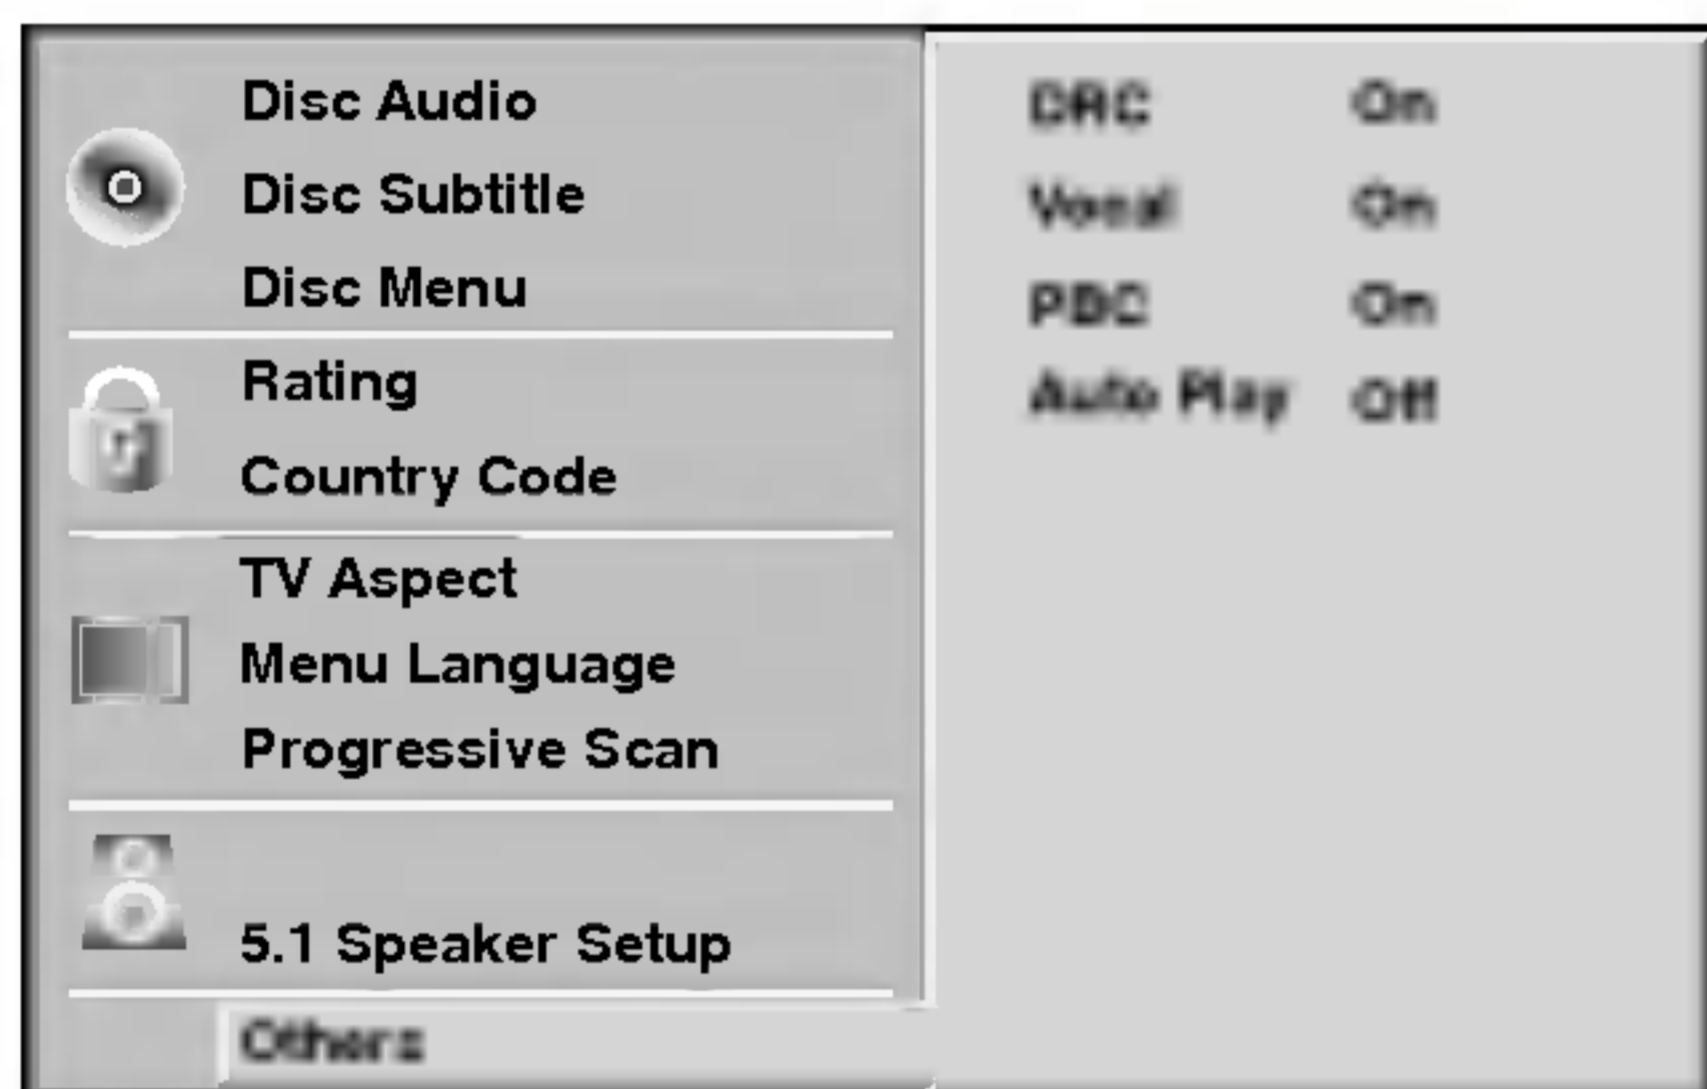 Disc Audio
Disc Subtitle
Disc Menu
Rating
Country Code
TV Aspect
Menu Language
Progressive Scan
5.1 Speaker Setup
Others
DRC On
Vocal On
PBC On
Auto Play Off